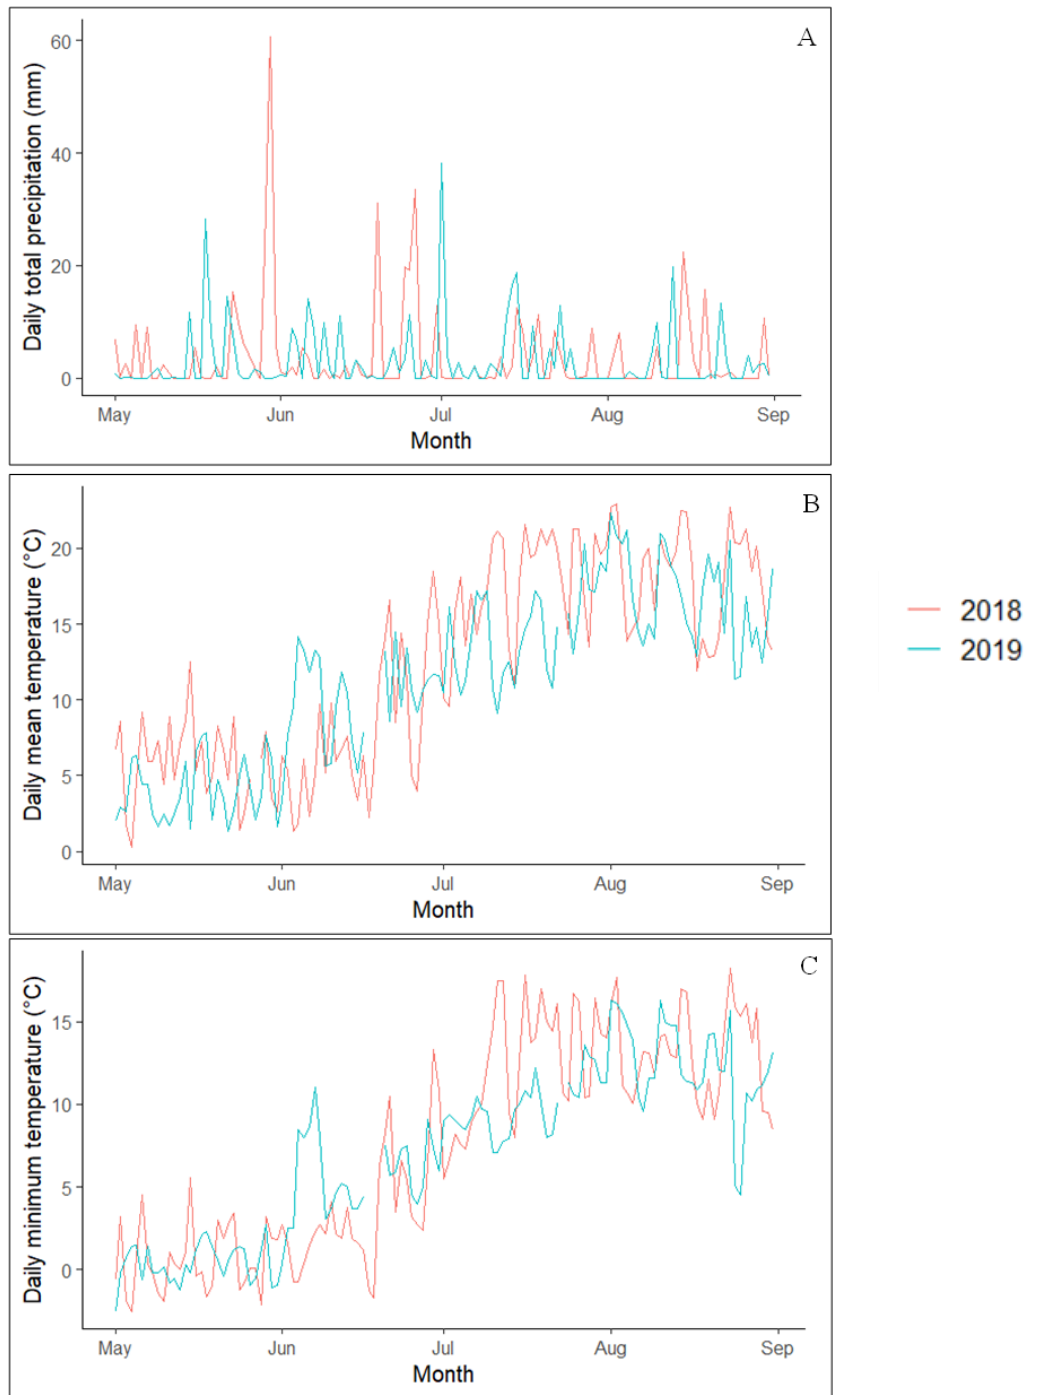 A
Daily total precipitation (mm)
60
40
20
0
May Jun Jul Aug Sep
Month
B
Daily mean temperature (°C)
20
15
10
5
0
May Jun Jul Aug Sep
Month
2018
2019
C
Daily minimum temperature (°C)
15
10
5
0
May Jun Jul Aug Sep
Month